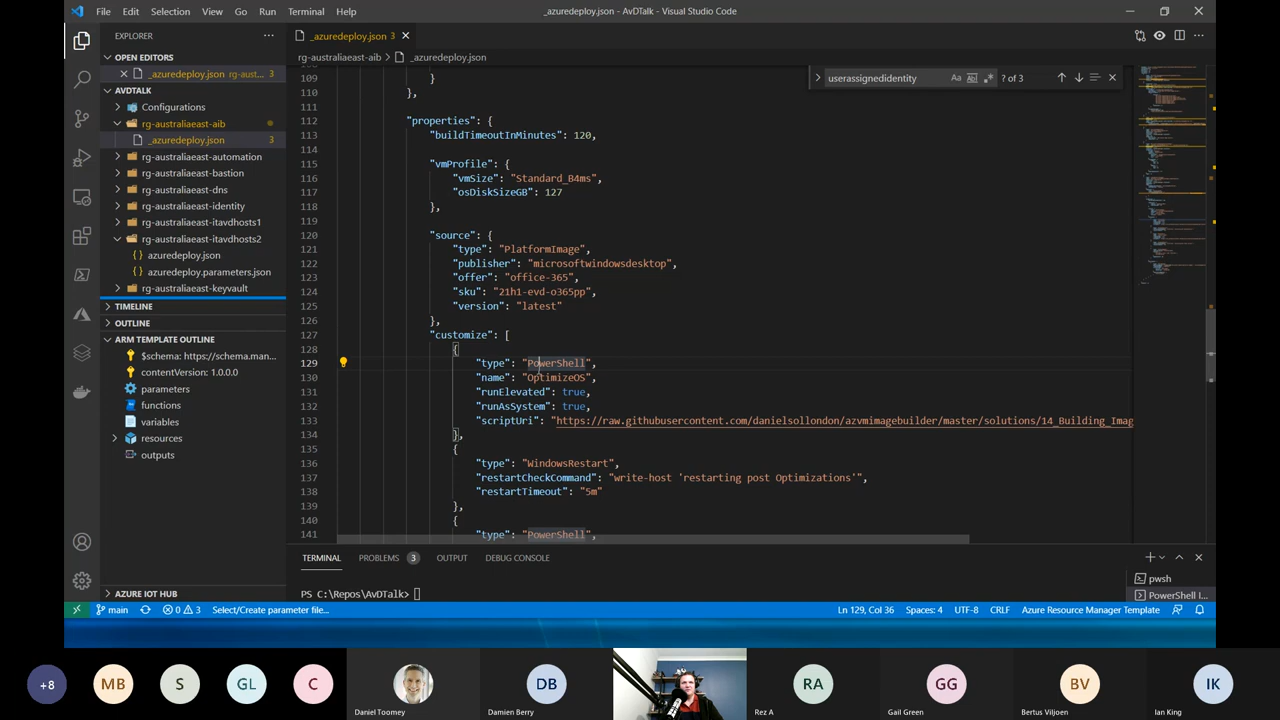 File Edit Selection View Go Run Terminal Help
_azuredeploy.json - AvDTalk - Visual Studio Code
EXPLORER
OPEN EDITORS
_azuredeploy.json rg-aust... 3
AVDTALK
Configurations
rg-australiaeast-aib
_azuredeploy.json 3
rg-australiaeast-automation
rg-australiaeast-bastion
rg-australiaeast-dns
rg-australiaeast-identity
rg-australiaeast-itavdhosts1
rg-australiaeast-itavdhosts2
azuredeploy.json
azuredeploy.parameters.json
rg-australiaeast-keyvault
TIMELINE
OUTLINE
ARM TEMPLATE OUTLINE
$schema: https://schema.man...
contentVersion: 1.0.0.0
parameters
functions
variables
resources
outputs
AZURE IOT HUB
_azuredeploy.json 3
rg-australiaeast-aib > _azuredeploy.json
userassignedidentity Aa ab .* ? of 3
109 }
110 },
111
112 "properties": {
113 "buildTimeoutInMinutes": 120,
114
115 "vmProfile": {
116 "vmSize": "Standard_B4ms",
117 "osDiskSizeGB": 127
118 },
119
120 "source": {
121 "type": "PlatformImage",
122 "publisher": "microsoftwindowsdesktop",
123 "offer": "office-365",
124 "sku": "21h1-evd-o365pp",
125 "version": "latest"
126 },
127 "customize": [
128 {
129 "type": "PowerShell",
130 "name": "OptimizeOS",
131 "runElevated": true,
132 "runAsSystem": true,
133 "scriptUri": "https://raw.githubusercontent.com/danielsollondon/azvmimagebuilder/master/solutions/14_Building_Imag
134 },
135 {
136 "type": "WindowsRestart",
137 "restartCheckCommand": "write-host 'restarting post Optimizations'",
138 "restartTimeout": "5m"
139 },
140 {
141 "type": "PowerShell",
TERMINAL PROBLEMS 3 OUTPUT DEBUG CONSOLE
PS C:\Repos\AvDTalk>
pwsh
PowerShell I...
main 0 3 Select/Create parameter file...
Ln 129, Col 36 Spaces: 4 UTF-8 CRLF Azure Resource Manager Template
+8 MB S GL C DB RA GG BV IK
Daniel Toomey Damien Berry Rez A Gail Green Bertus Viljoen Ian King